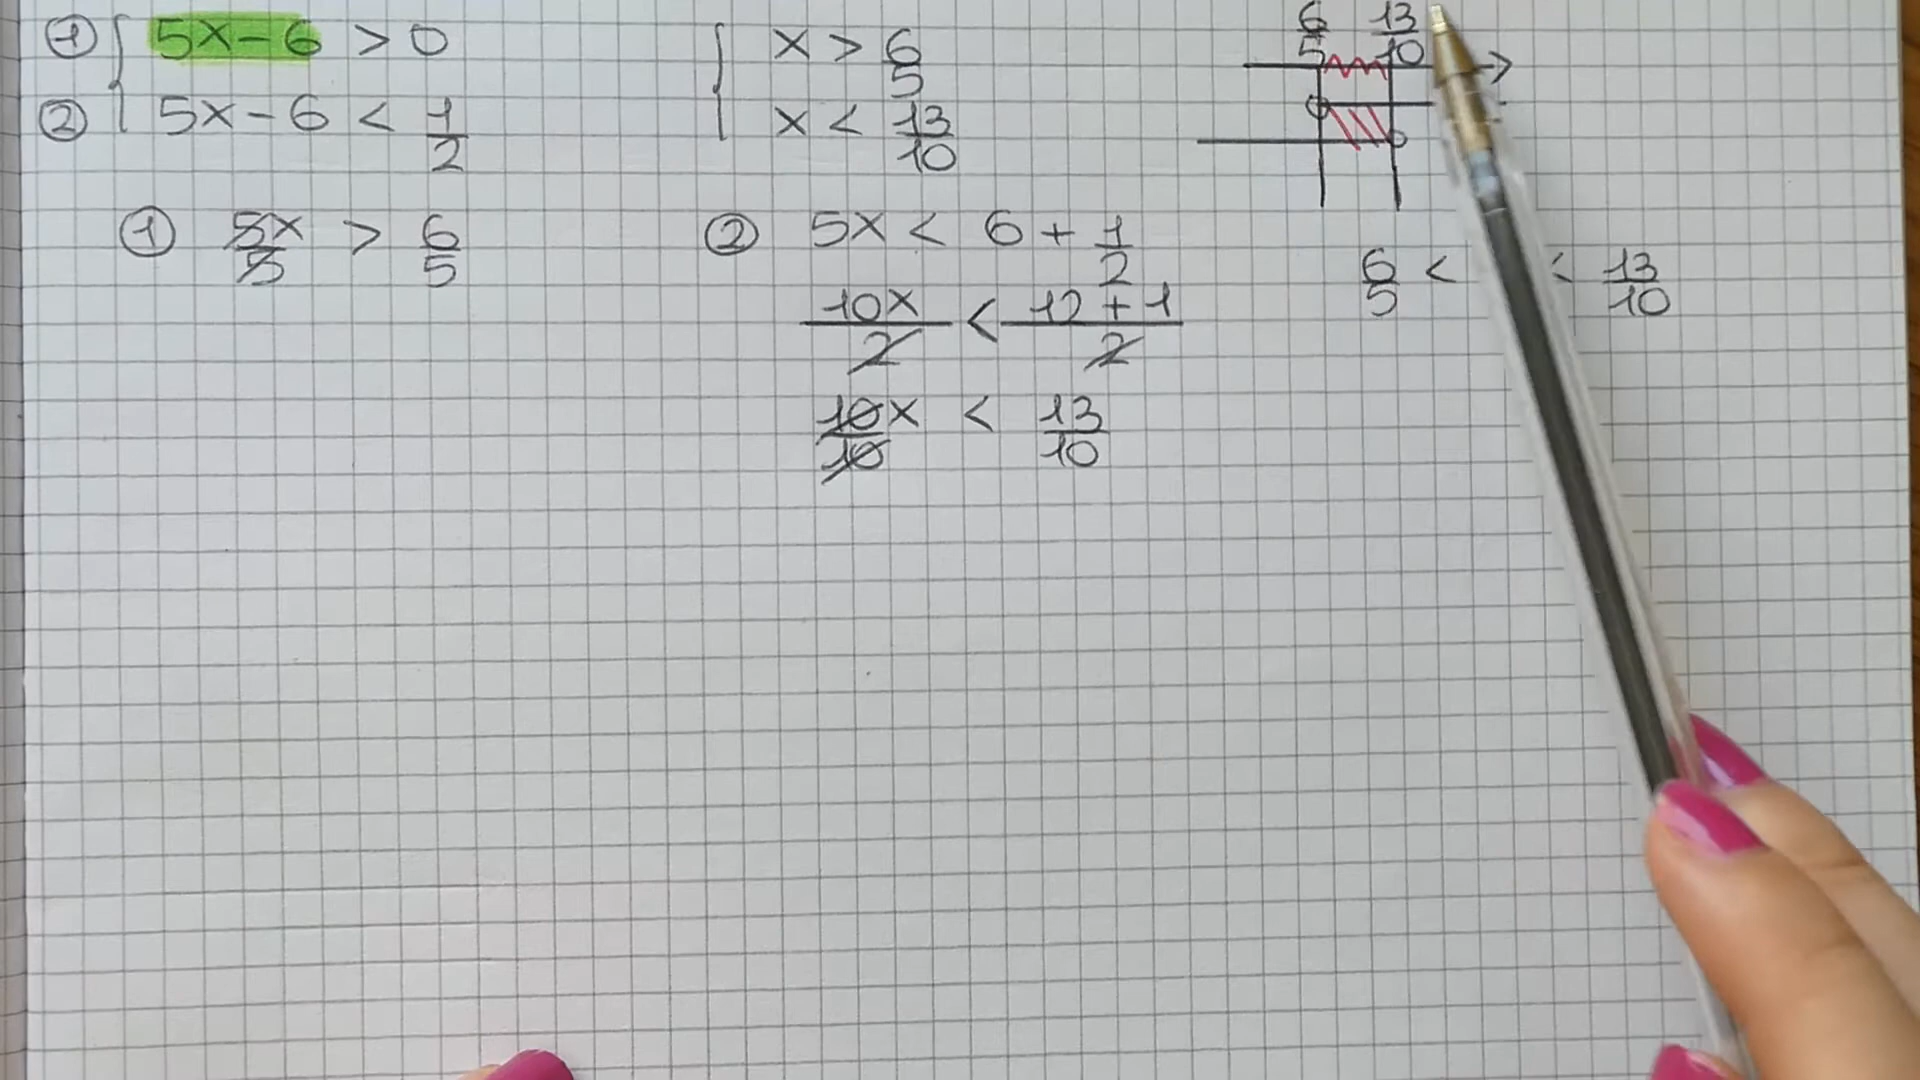 ① { 5x-6 > 0
② { 5x-6 < 1/2
{ x > 6/5
{ x < 13/10
6/5 13/10
① 5x/5 > 6/5
② 5x < 6 + 1/2
10x/2 < 12+1/2
10x/10 < 13/10
6/5 < < 13/10